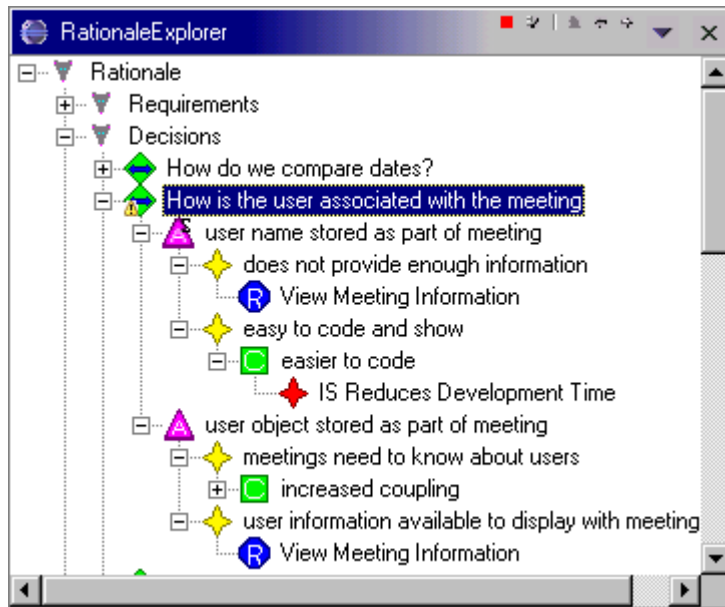 RationaleExplorer
Rationale
Requirements
Decisions
How do we compare dates?
How is the user associated with the meeting
A S user name stored as part of meeting
does not provide enough information
R View Meeting Information
easy to code and show
C easier to code
IS Reduces Development Time
A user object stored as part of meeting
meetings need to know about users
C increased coupling
user information available to display with meeting
R View Meeting Information